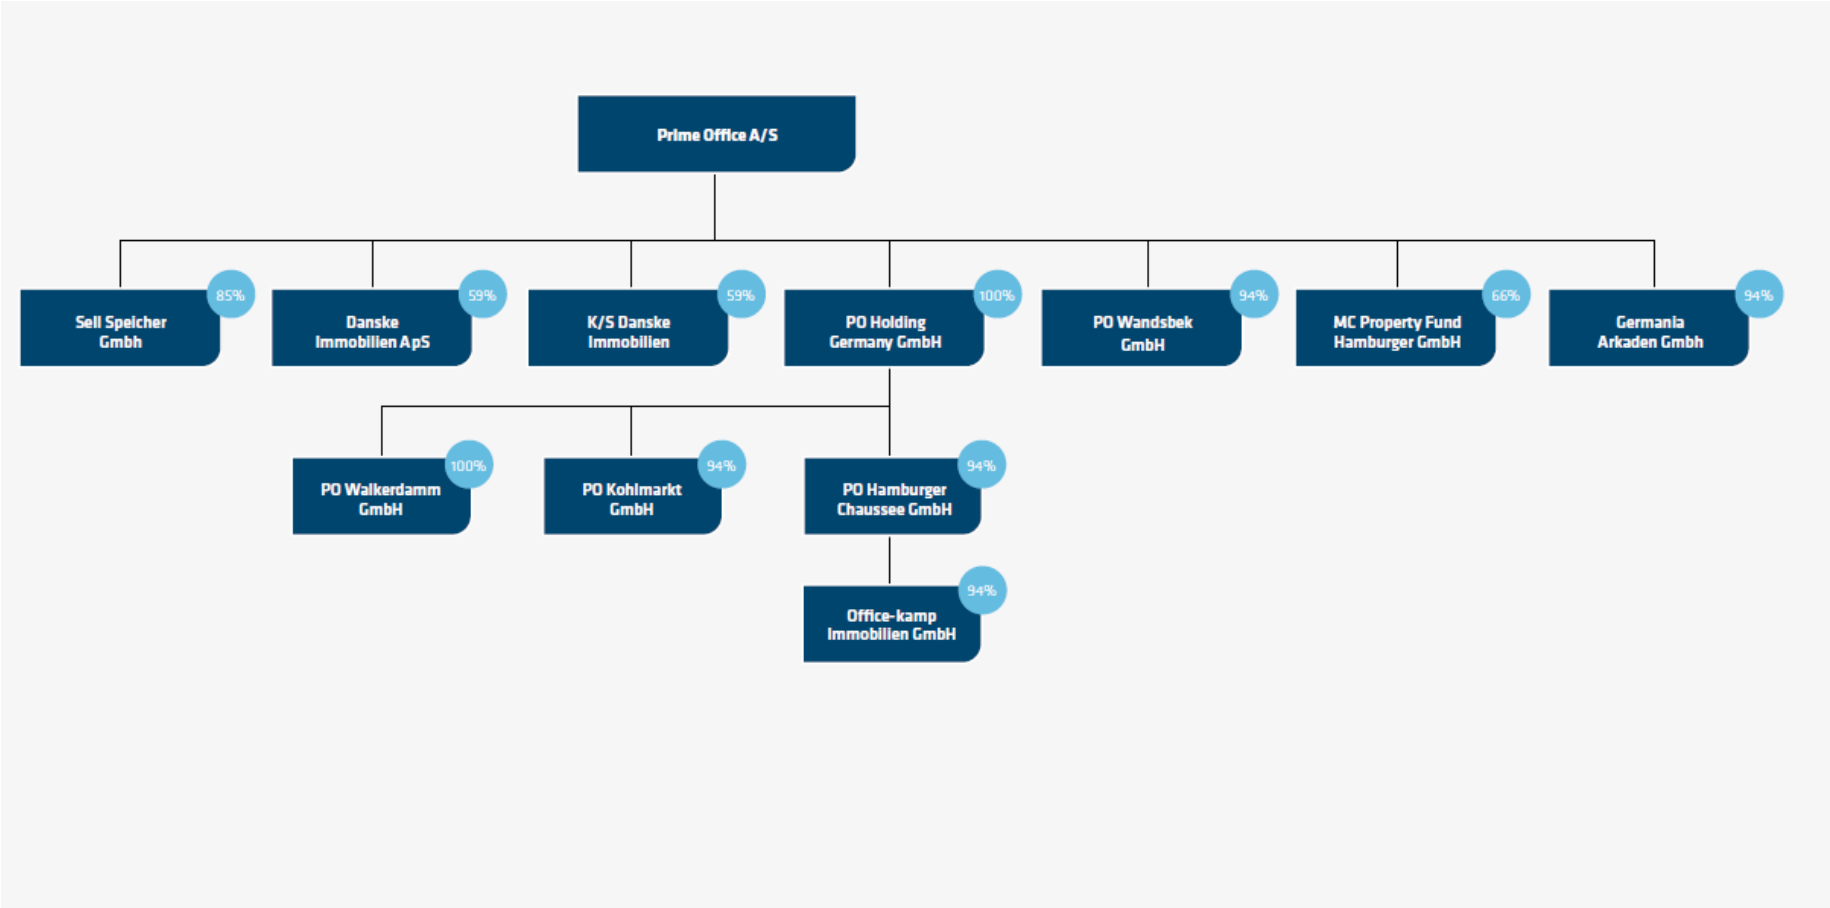 Prime Office A/S
85%
Sell Speicher
Gmbh
59%
Danske
Immobilien ApS
59%
K/S Danske
Immobilien
100%
PO Holding
Germany GmbH
94%
PO Wandsbek
GmbH
66%
MC Property Fund
Hamburger GmbH
94%
Germania
Arkaden Gmbh
100%
PO Walkerdamm
GmbH
94%
PO Kohlmarkt
GmbH
94%
PO Hamburger
Chaussee GmbH
94%
Office-kamp
Immobilien GmbH